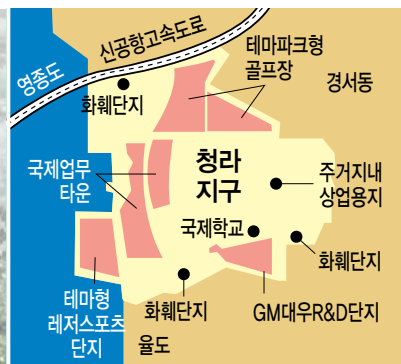 신공항고속도로
영종도
테마파크형
골프장
경서동
화훼단지
국제업무
타운
청라
지구
주거지내
상업용지
국제학교
화훼단지
테마형
레저스포츠
단지
화훼단지
GM대우R&D단지
율도